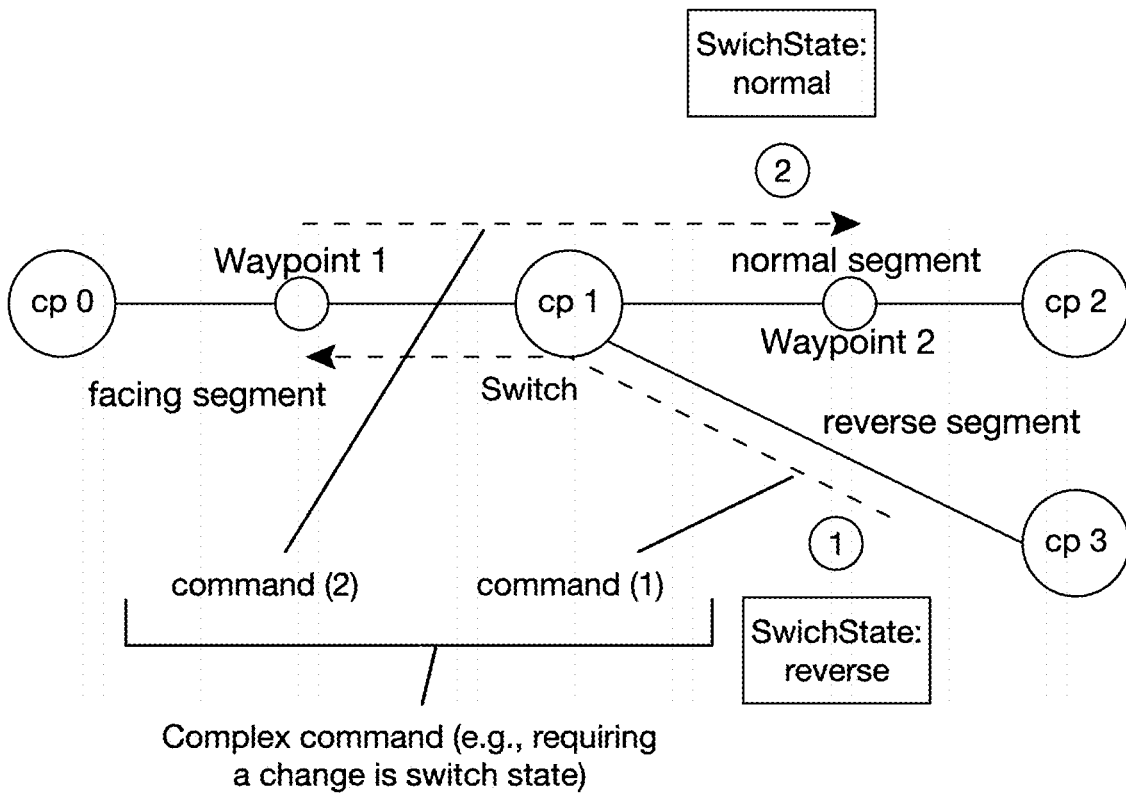 SwichState:
normal
2
Waypoint 1
normal segment
cp 0
cp 1
cp 2
Waypoint 2
facing segment
Switch
reverse segment
1
cp 3
command (2)
command (1)
SwichState:
reverse
Complex command (e.g., requiring
a change is switch state)